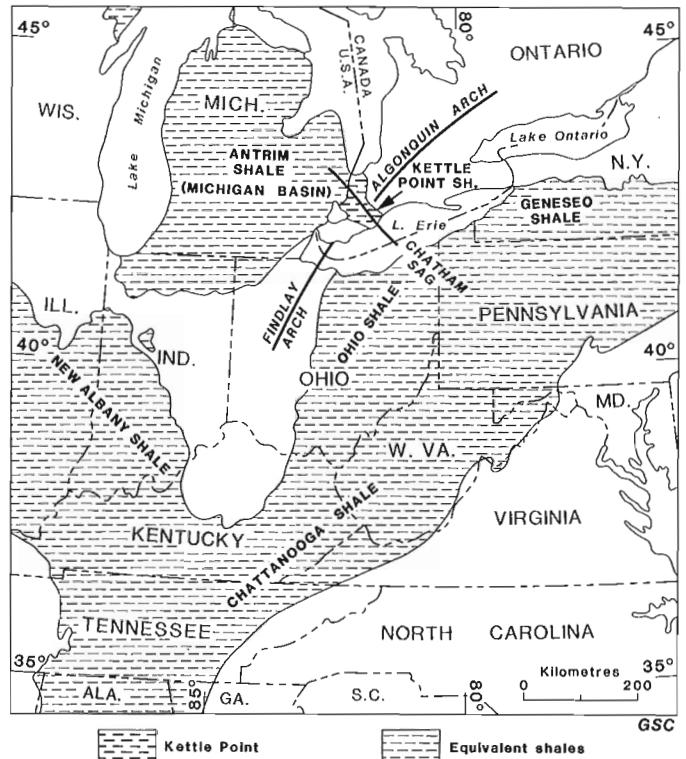 45°
80°
45°
ONTARIO
CANADA
U.S.A.
WIS.
Lake Michigan
MICH.
ALGONQUIN ARCH
Lake Ontario
ANTRIM
SHALE
(MICHIGAN BASIN)
KETTLE
POINT SH.
N.Y.
GENESEO
SHALE
L. Erie
CHATHAM
SAG
FINDLAY
ARCH
OHIO SHALE
PENNSYLVANIA
ILL.
40°
IND.
OHIO
40°
NEW ALBANY SHALE
MD.
W. VA.
VIRGINIA
KENTUCKY
CHATTANOOGA SHALE
TENNESSEE
NORTH CAROLINA
35°
Kilometres
35°
ALA.
85°
GA.
S.C.
80°
0
200
GSC
Kettle Point
Equivalent shales